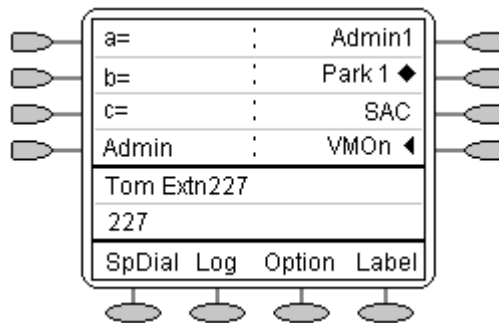 a= : Admin1
b= : Park 1 ◆
c= : SAC
Admin : VMOn ◀
Tom Extn227
227
SpDial Log Option Label